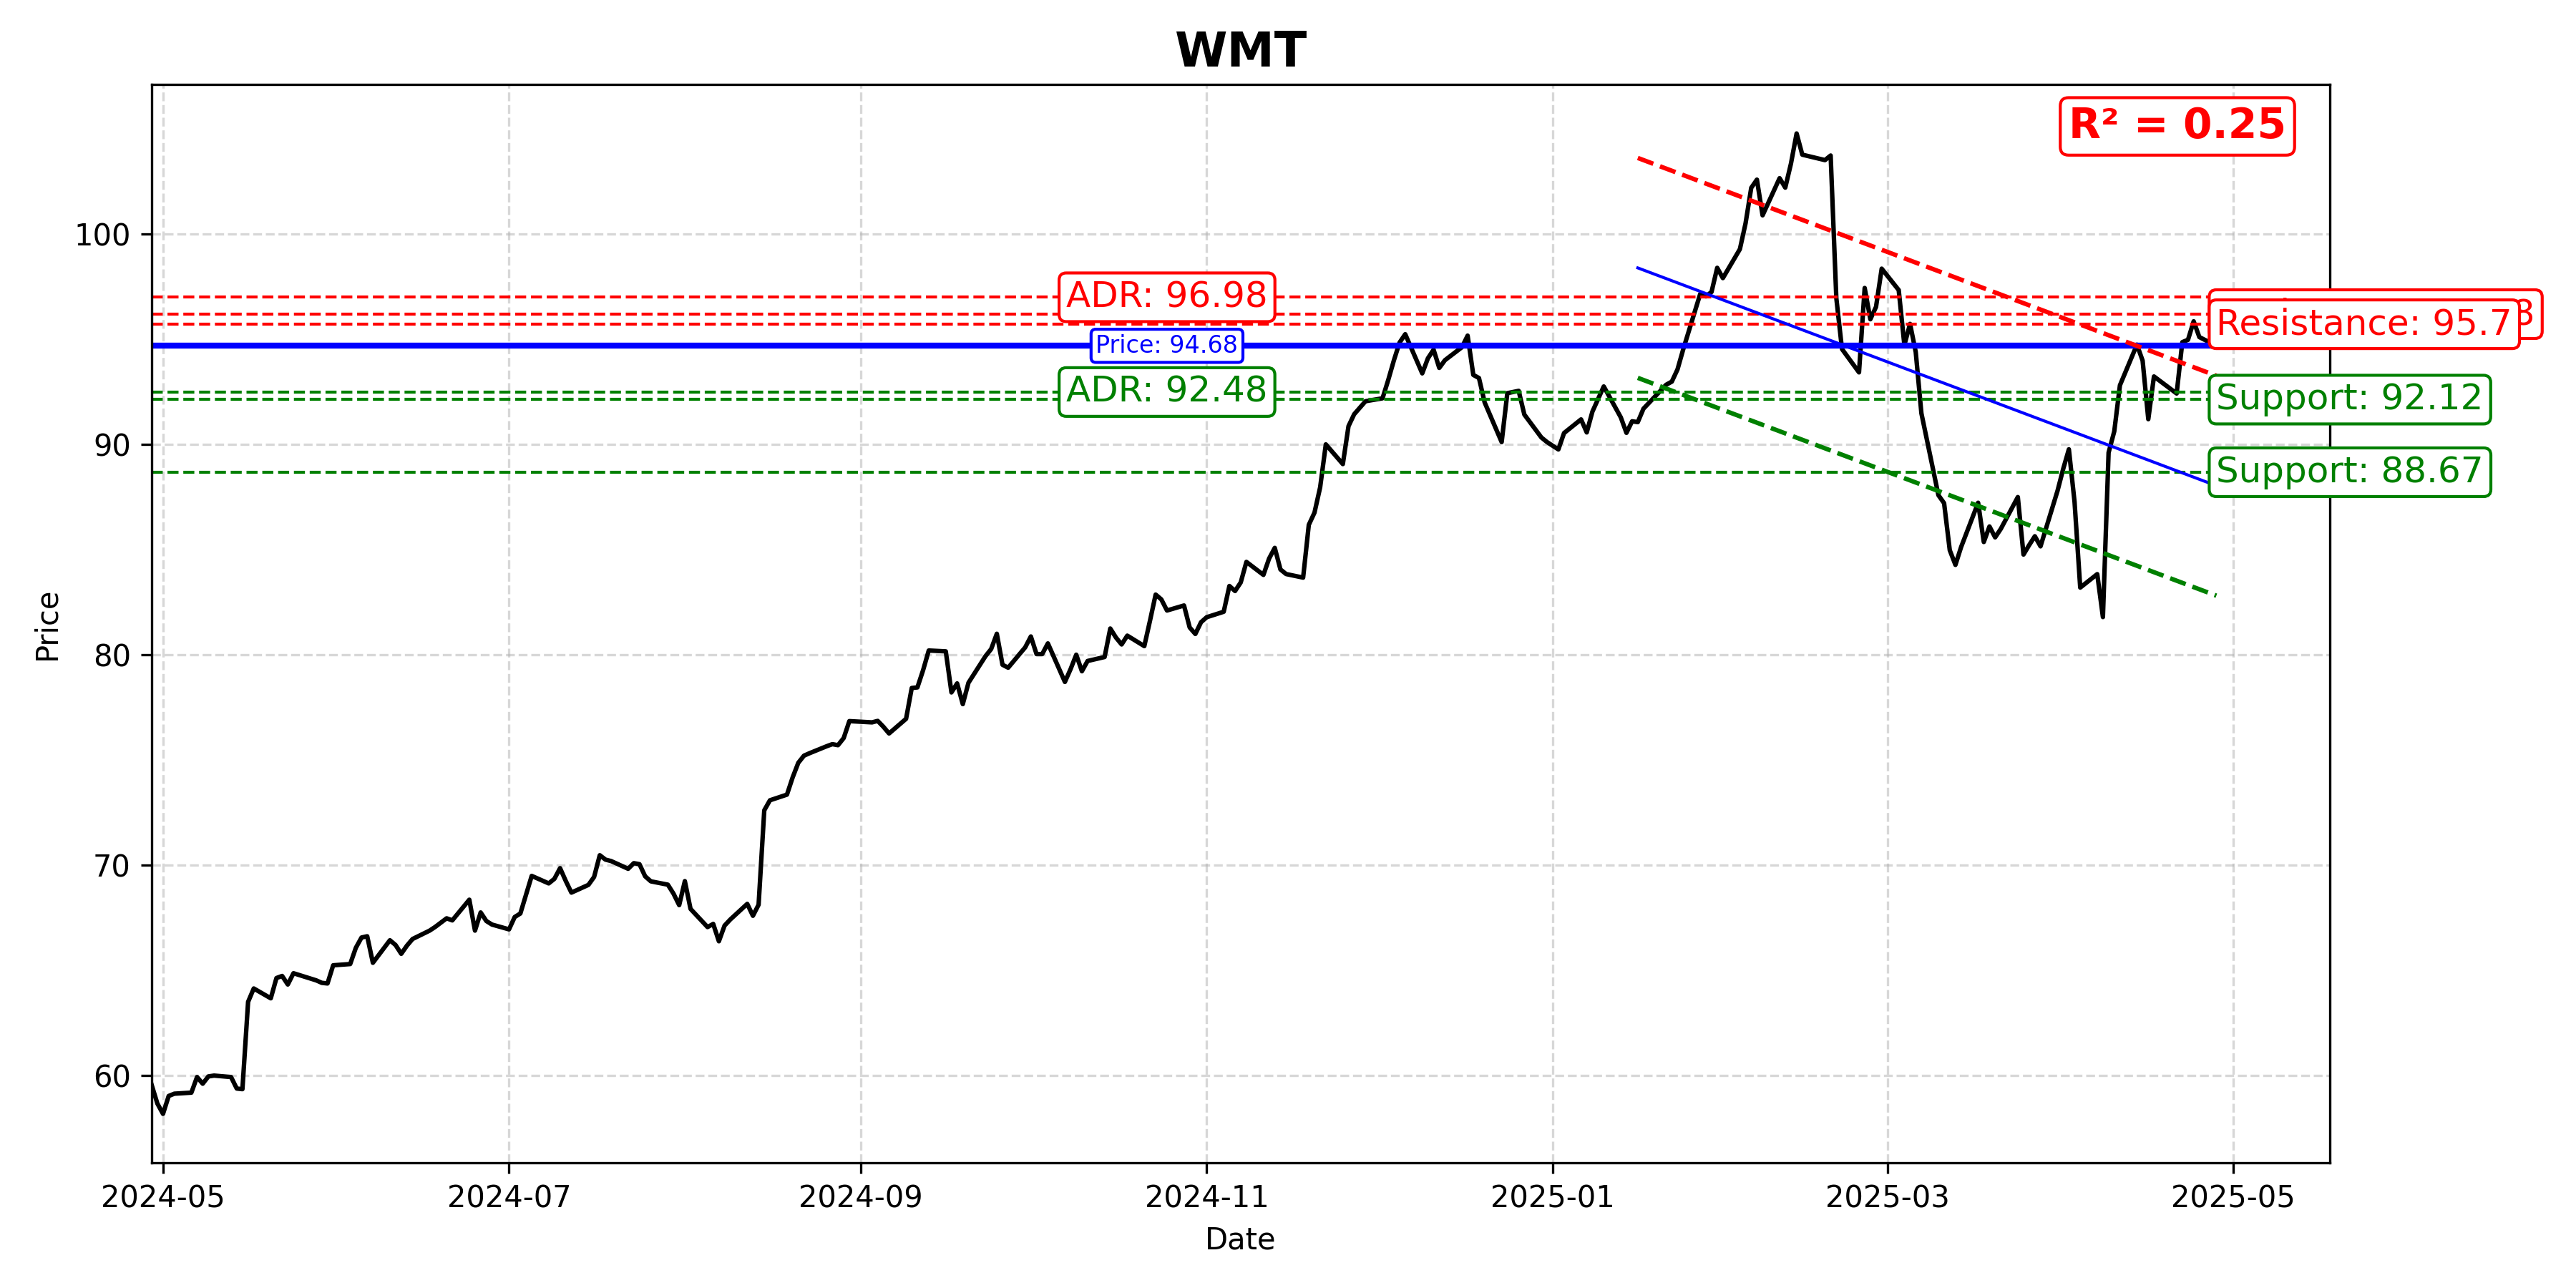 WMT
R² = 0.25
100
90
80
70
60
Price
ADR: 96.98
Price: 94.68
ADR: 92.48
Resistance: 95.7
Support: 92.12
Support: 88.67
2024-05
2024-07
2024-09
2024-11
2025-01
2025-03
2025-05
Date